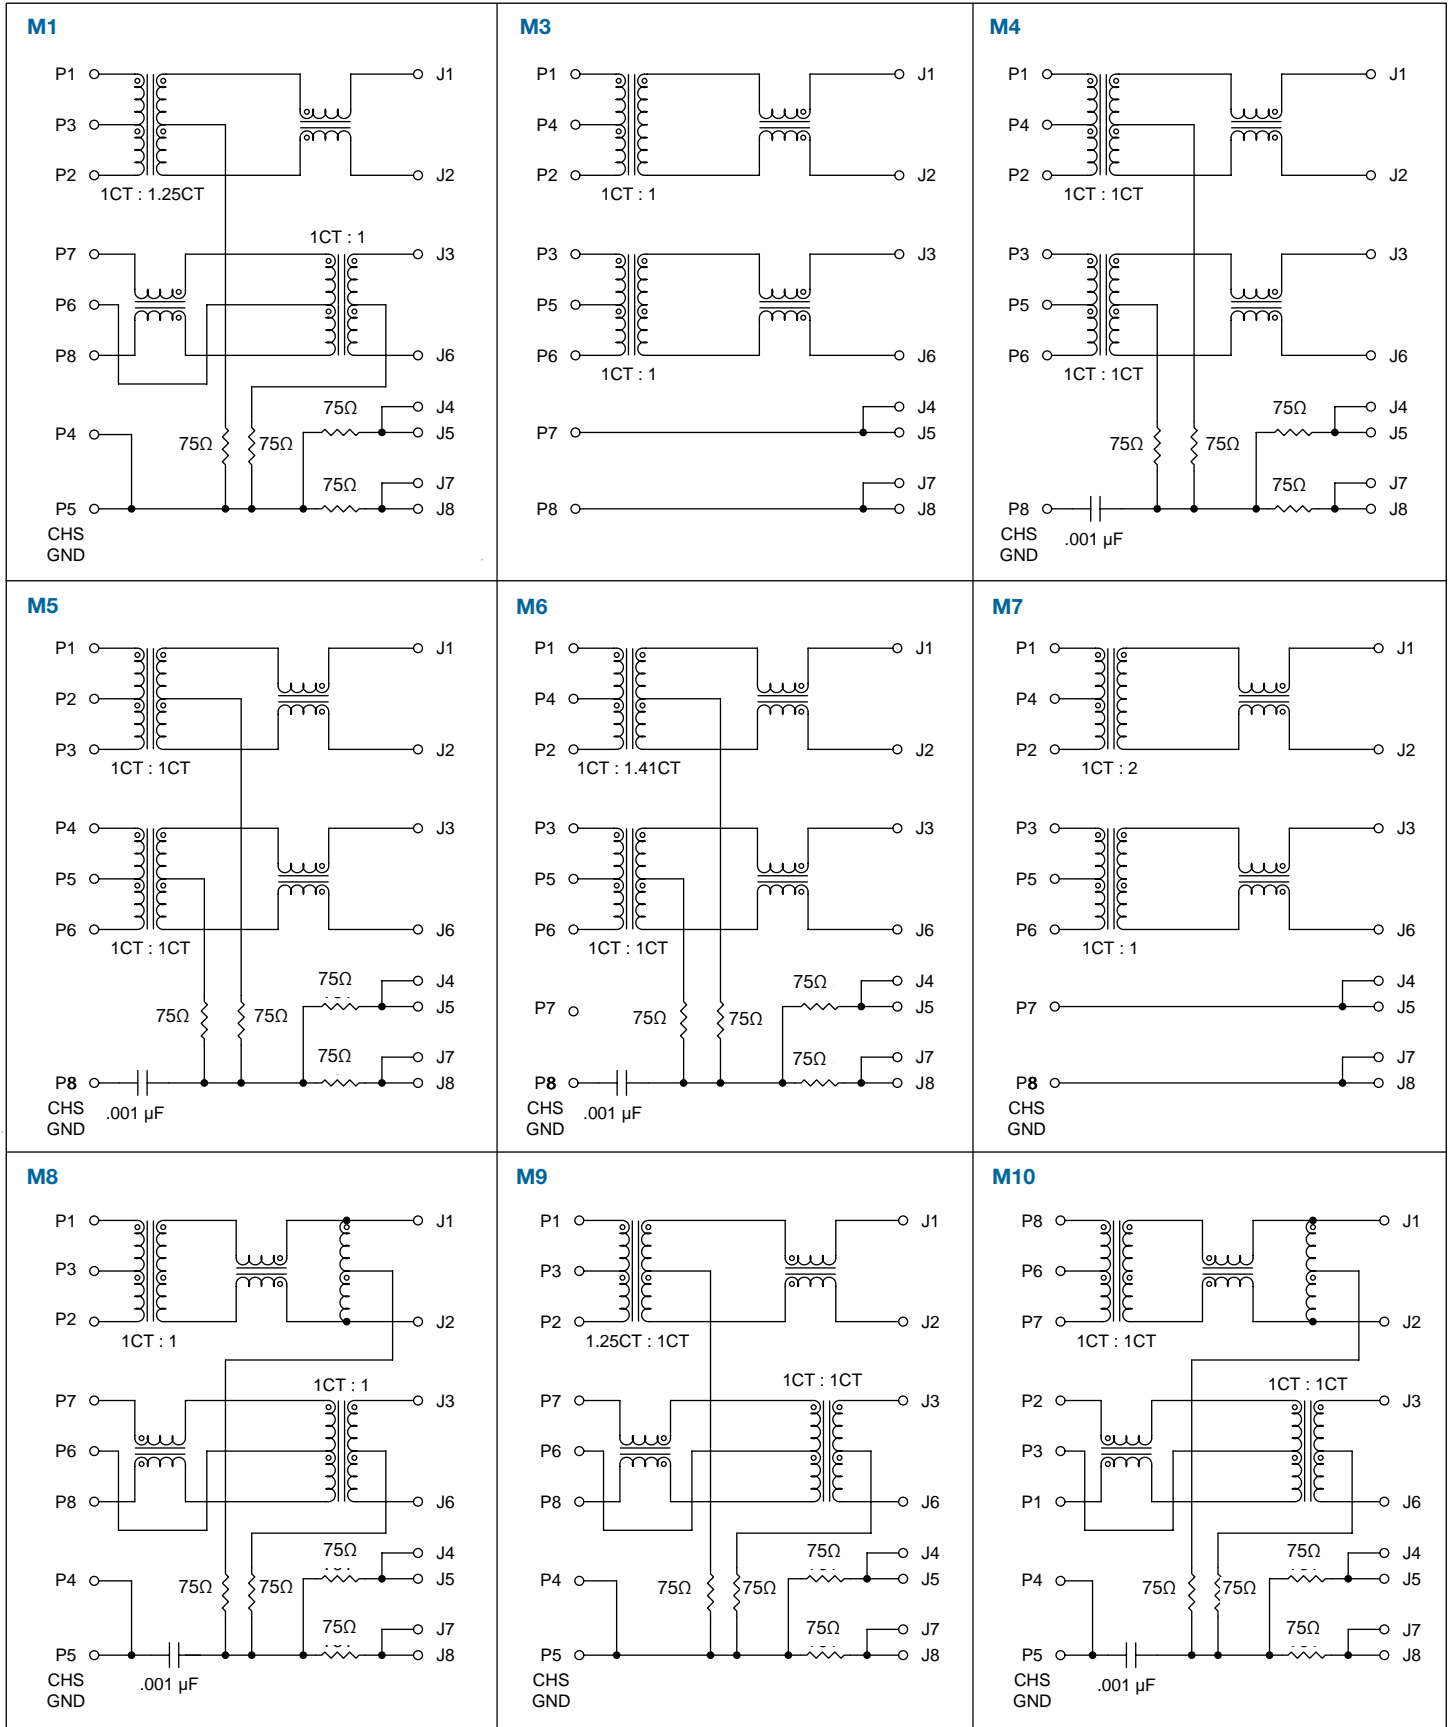 M1
P1
J1
P3
P2
J2
1CT : 1.25CT
1CT : 1
P7
J3
P6
P8
J6
75Ω
J4
P4
75Ω
75Ω
J5
75Ω
J7
P5
J8
CHS
GND
M3
P1
J1
P4
P2
J2
1CT : 1
P3
J3
P5
P6
J6
1CT : 1
J4
P7
J5
J7
P8
J8
M4
P1
J1
P4
P2
J2
1CT : 1CT
P3
J3
P5
P6
J6
1CT : 1CT
75Ω
J4
75Ω
75Ω
J5
75Ω
J7
P8
J8
CHS
GND
.001 µF
M5
P1
J1
P2
P3
J2
1CT : 1CT
P4
J3
P5
P6
J6
1CT : 1CT
75Ω
J4
75Ω
75Ω
J5
75Ω
J7
P8
J8
CHS
GND
.001 µF
M6
P1
J1
P4
P2
J2
1CT : 1.41CT
P3
J3
P5
P6
J6
1CT : 1CT
75Ω
J4
P7
75Ω
75Ω
J5
75Ω
J7
P8
J8
CHS
GND
.001 µF
M7
P1
J1
P4
P2
J2
1CT : 2
P3
J3
P5
P6
J6
1CT : 1
J4
P7
J5
J7
P8
J8
CHS
GND
M8
P1
J1
P3
P2
J2
1CT : 1
1CT : 1
P7
J3
P6
P8
J6
75Ω
J4
P4
75Ω
75Ω
J5
75Ω
J7
P5
J8
CHS
GND
.001 µF
M9
P1
J1
P3
P2
J2
1.25CT : 1CT
1CT : 1CT
P7
J3
P6
P8
J6
75Ω
J4
P4
75Ω
75Ω
J5
75Ω
J7
P5
J8
CHS
GND
M10
P8
J1
P6
P7
J2
1CT : 1CT
1CT : 1CT
P2
J3
P3
P1
J6
75Ω
J4
P4
75Ω
75Ω
J5
75Ω
J7
P5
J8
CHS
GND
.001 µF